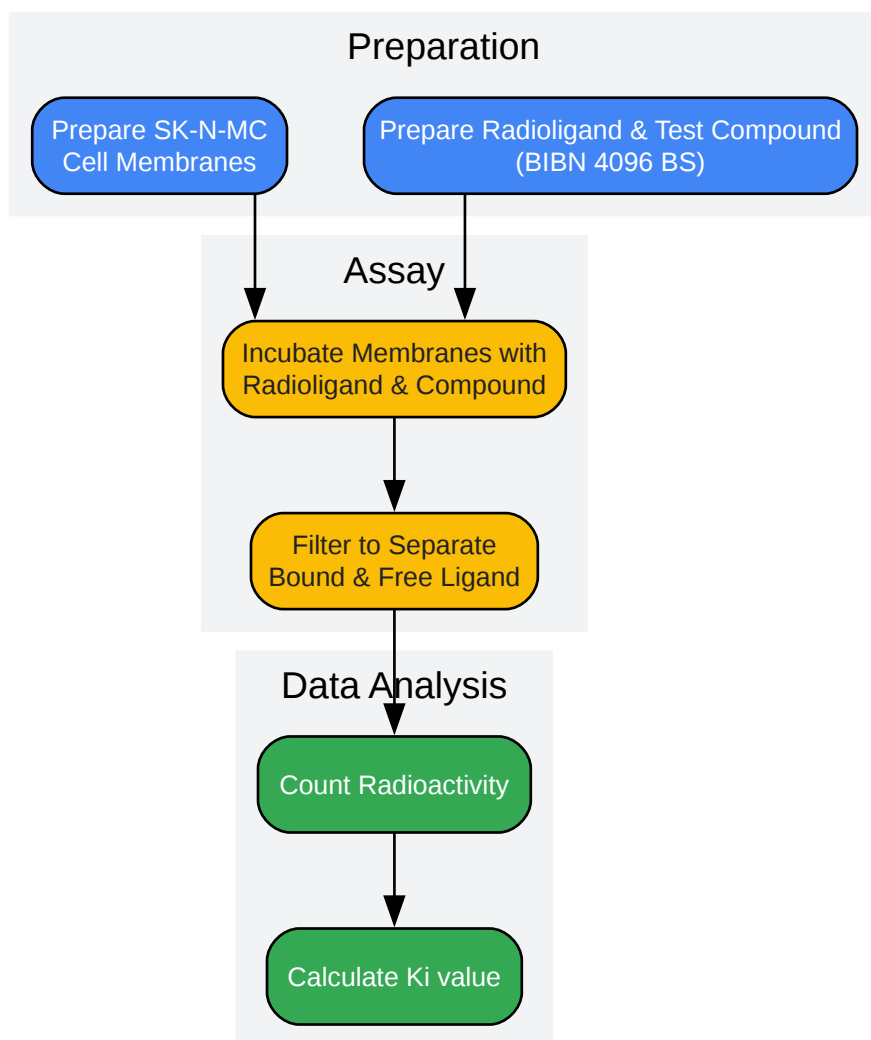 Preparation
Prepare SK-N-MC
Cell Membranes
Prepare Radioligand & Test Compound
(BIBN 4096 BS)
Assay
Incubate Membranes with
Radioligand & Compound
Filter to Separate
Bound & Free Ligand
Data Analysis
Count Radioactivity
Calculate Ki value